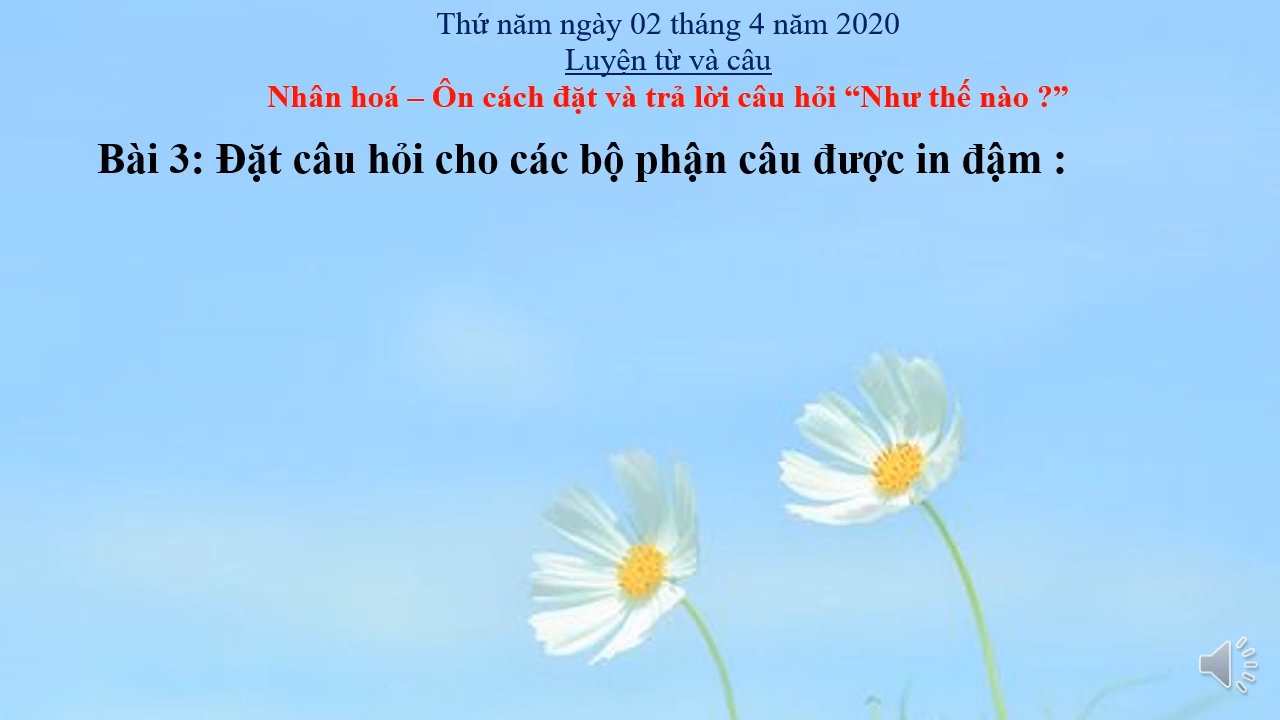 Thứ năm ngày 02 tháng 4 năm 2020
Luyện từ và câu
Nhân hoá – Ôn cách đặt và trả lời câu hỏi “Như thế nào ?”
Bài 3: Đặt câu hỏi cho các bộ phận câu được in đậm :